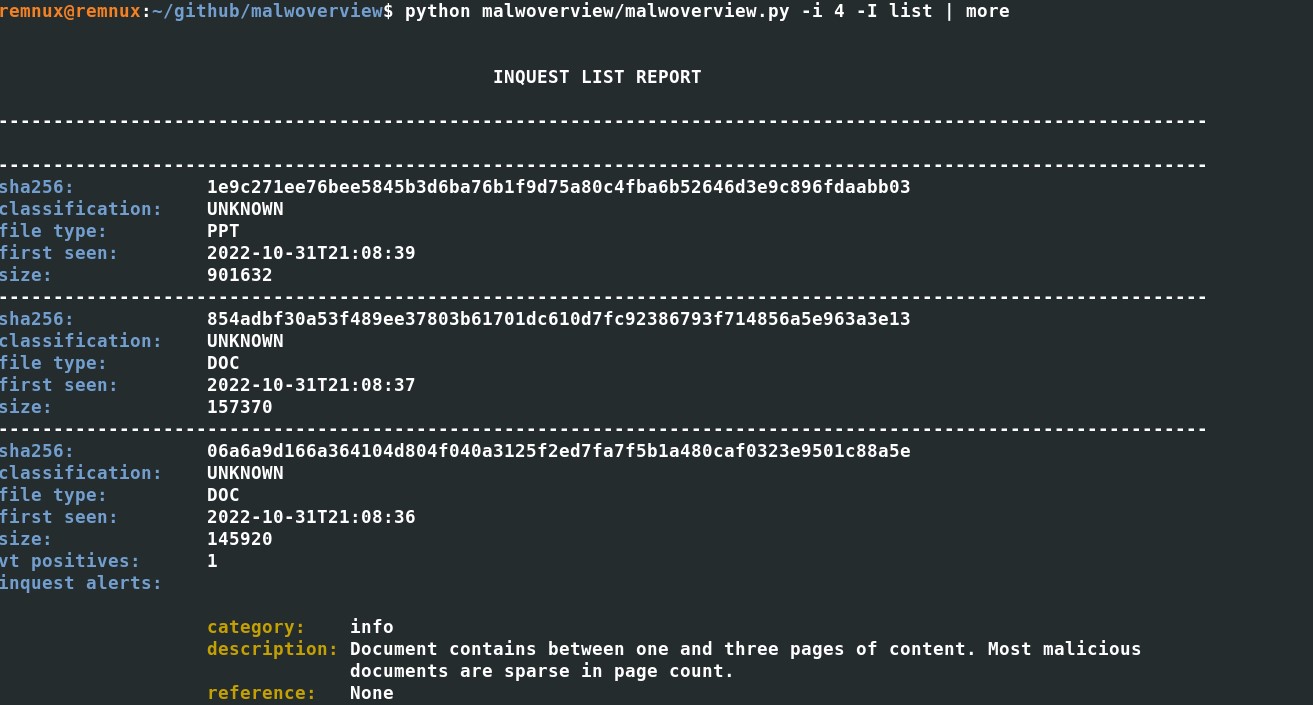 remnux@remnux:~/github/malwoverview$ python malwoverview/malwoverview.py -i 4 -I list | more
INQUEST LIST REPORT
-------------------------------------------------------------------------------------------
-------------------------------------------------------------------------------------------
sha256: 1e9c271ee76bee5845b3d6ba76b1f9d75a80c4fba6b52646d3e9c896fdaabb03
classification: UNKNOWN
file type: PPT
first seen: 2022-10-31T21:08:39
size: 901632
-------------------------------------------------------------------------------------------
sha256: 854adbf30a53f489ee37803b61701dc610d7fc92386793f714856a5e963a3e13
classification: UNKNOWN
file type: DOC
first seen: 2022-10-31T21:08:37
size: 157370
-------------------------------------------------------------------------------------------
sha256: 06a6a9d166a364104d804f040a3125f2ed7fa7f5b1a480caf0323e9501c88a5e
classification: UNKNOWN
file type: DOC
first seen: 2022-10-31T21:08:36
size: 145920
vt positives: 1
inquest alerts:
category: info
description: Document contains between one and three pages of content. Most malicious
documents are sparse in page count.
reference: None